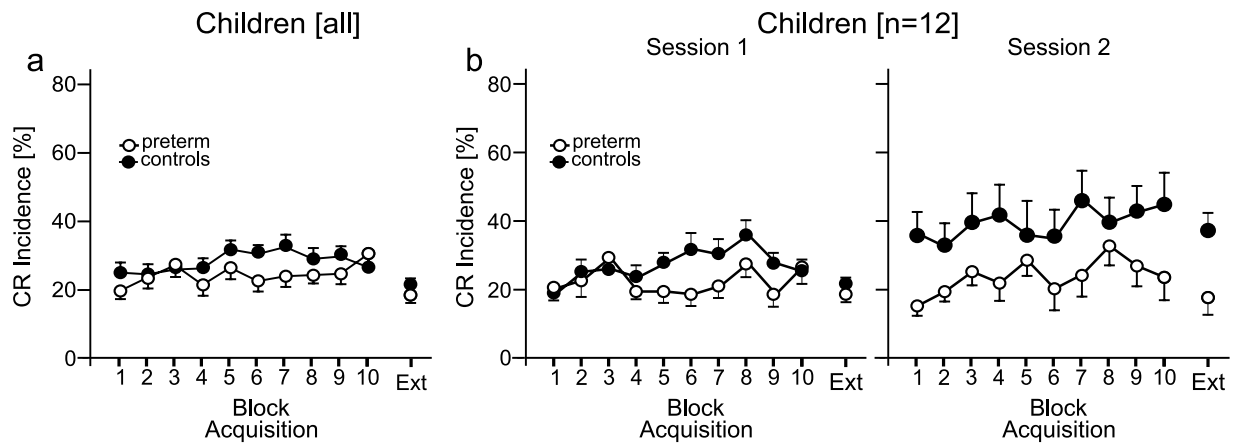 Children [all]
a
CR Incidence [%]
80
60
40
20
0
preterm
controls
1 2 3 4 5 6 7 8 9 10 Ext
Block
Acquisition
Children [n=12]
b
Session 1
CR Incidence [%]
80
60
40
20
0
preterm
controls
1 2 3 4 5 6 7 8 9 10 Ext
Block
Acquisition
Session 2
1 2 3 4 5 6 7 8 9 10 Ext
Block
Acquisition